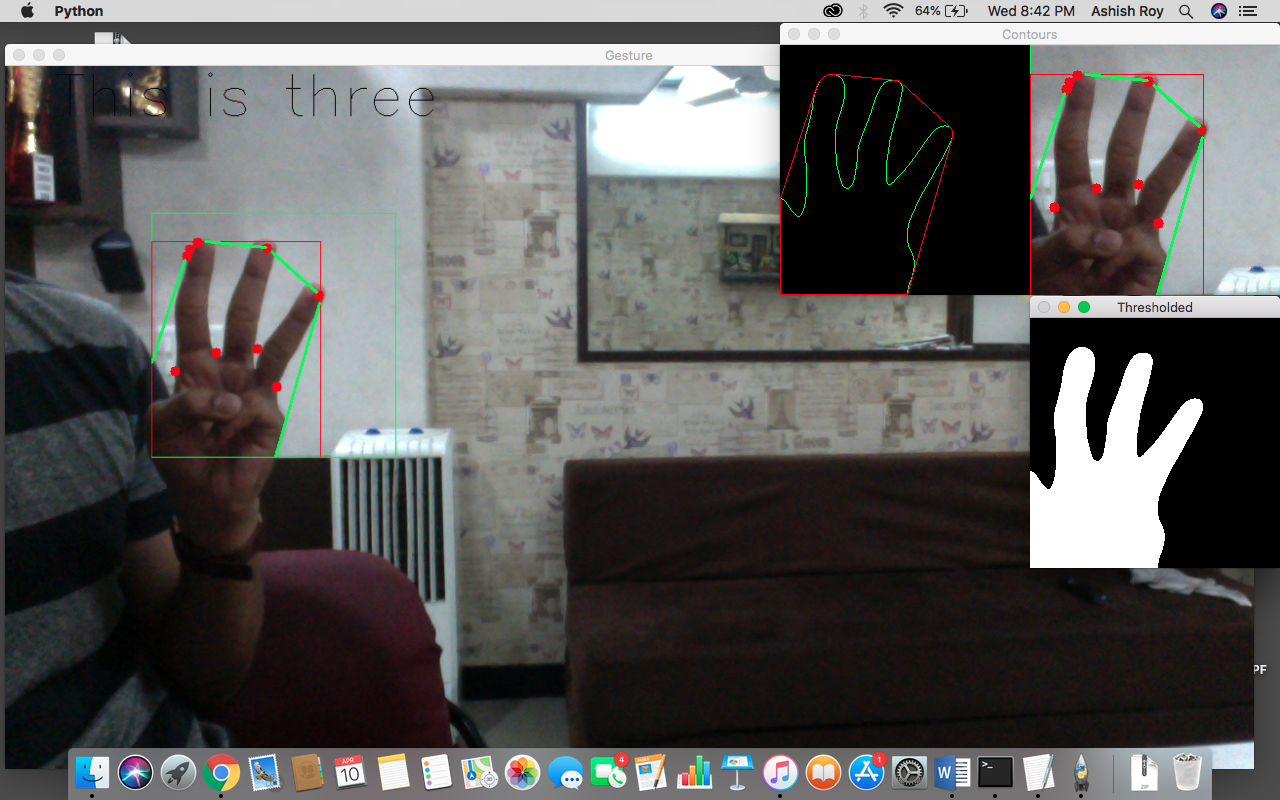 Python
64%
Wed 8:42 PM
Ashish Roy
Gesture
Contours
This is three
Thresholded
PF
APR
10
4
1
W
>_
ZIP